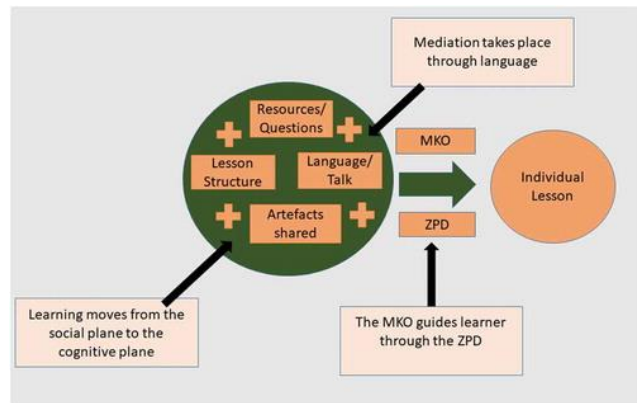 Mediation takes place
through language
Resources/
Questions
MKO
Lesson
Structure
Language/
Talk
Individual
Lesson
Artefacts
shared
ZPD
Learning moves from the
social plane to the
cognitive plane
The MKO guides learner
through the ZPD